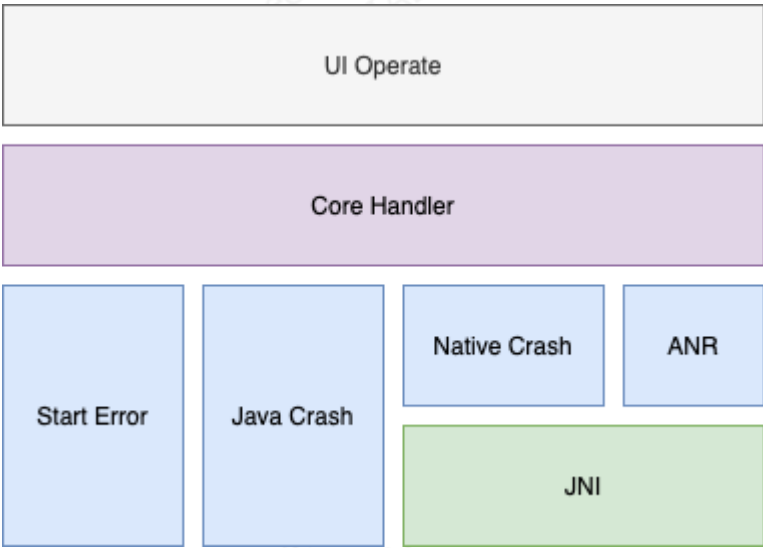 UI Operate
Core Handler
Native Crash
ANR
Start Error
Java Crash
JNI